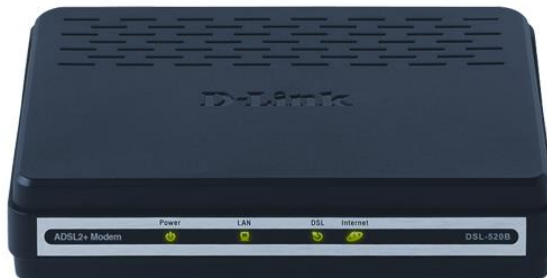 D-Link
Power LAN DSL Internet
ADSL2+ Modem DSL-520B